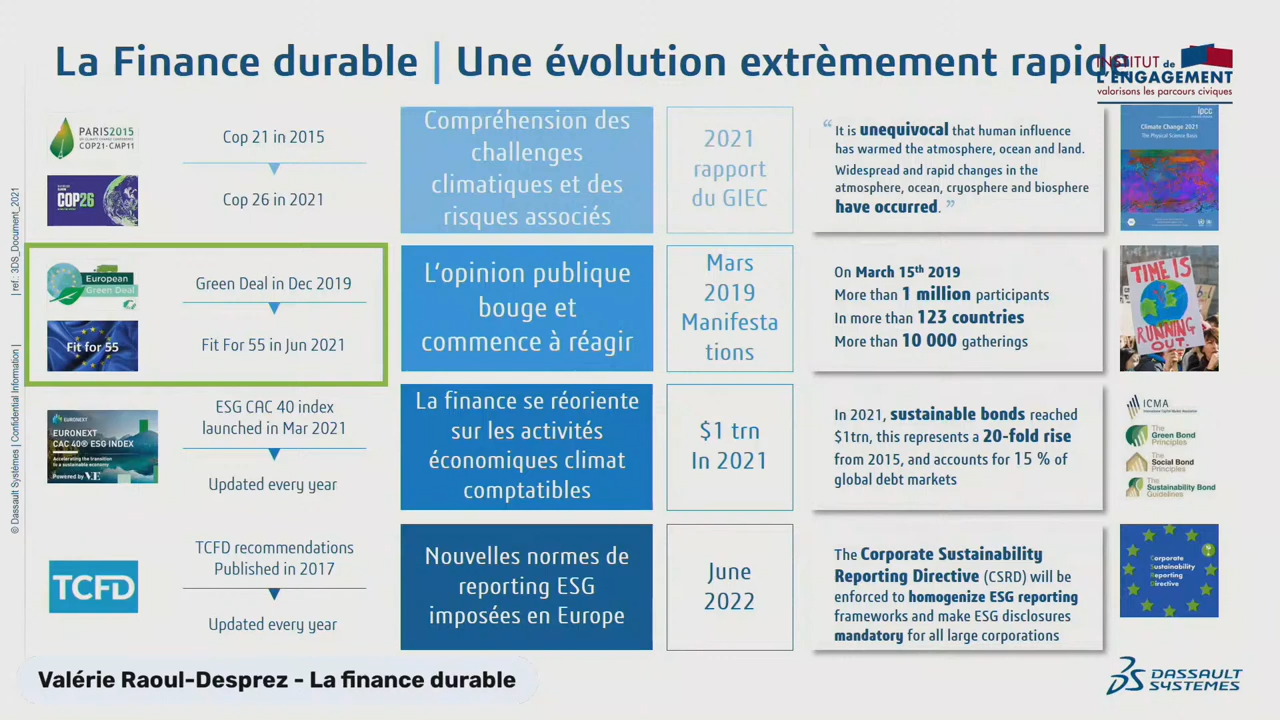 La Finance durable | Une évolution extrèmement rapide
INSTITUT de
L'ENGAGEMENT
valorisons les parcours civiques
PARIS2015
COP21·CMP11
Cop 21 in 2015
COP26
Cop 26 in 2021
Compréhension des
challenges
climatiques et des
risques associés
2021
rapport
du GIEC
“ It is unequivocal that human influence
has warmed the atmosphere, ocean and land.
Widespread and rapid changes in the
atmosphere, ocean, cryosphere and biosphere
have occurred. ”
ipcc
Climate Change 2021
The Physical Science Basis
European
Green Deal
Green Deal in Dec 2019
Fit for 55
Fit For 55 in Jun 2021
L'opinion publique
bouge et
commence à réagir
Mars
2019
Manifesta
tions
On March 15th 2019
More than 1 million participants
In more than 123 countries
More than 10 000 gatherings
TIME IS
RUNNING
OUT
EURONEXT
EURONEXT
CAC 40® ESG INDEX
Accelerating the transition
to a sustainable economy
Powered by V.E
ESG CAC 40 index
launched in Mar 2021
Updated every year
La finance se réoriente
sur les activités
économiques climat
comptatibles
$1 trn
In 2021
In 2021, sustainable bonds reached
$1trn, this represents a 20-fold rise
from 2015, and accounts for 15 % of
global debt markets
ICMA
International Capital Market Association
The
Green Bond
Principles
The
Social Bond
Principles
The
Sustainability Bond
Guidelines
TCFD
TCFD recommendations
Published in 2017
Updated every year
Nouvelles normes de
reporting ESG
imposées en Europe
June
2022
The Corporate Sustainability
Reporting Directive (CSRD) will be
enforced to homogenize ESG reporting
frameworks and make ESG disclosures
mandatory for all large corporations
Corporate
Sustainability
Reporting
Directive
© Dassault Systèmes | Confidential Information | | ref.: 3DS_Document_2021
Valérie Raoul-Desprez - La finance durable
DASSAULT
SYSTEMES